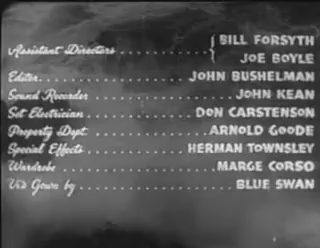 Assistant Directors . . . . . . . . . . . . { BILL FORSYTH
JOE BOYLE
Editor. . . . . . . . . . . . . . . . . . . . JOHN BUSHELMAN
Sound Recorder . . . . . . . . . . . . . . . JOHN KEAN
Set Electrician. . . . . . . . . . . . . DON CARSTENSON
Property Dept. . . . . . . . . . . . . . ARNOLD GOODE
Special Effects. . . . . . . . . . . . HERMAN TOWNSLEY
Wardrobe . . . . . . . . . . . . . . . . MARGE CORSO
Gown by . . . . . . . . . . . . . . . . . BLUE SWAN